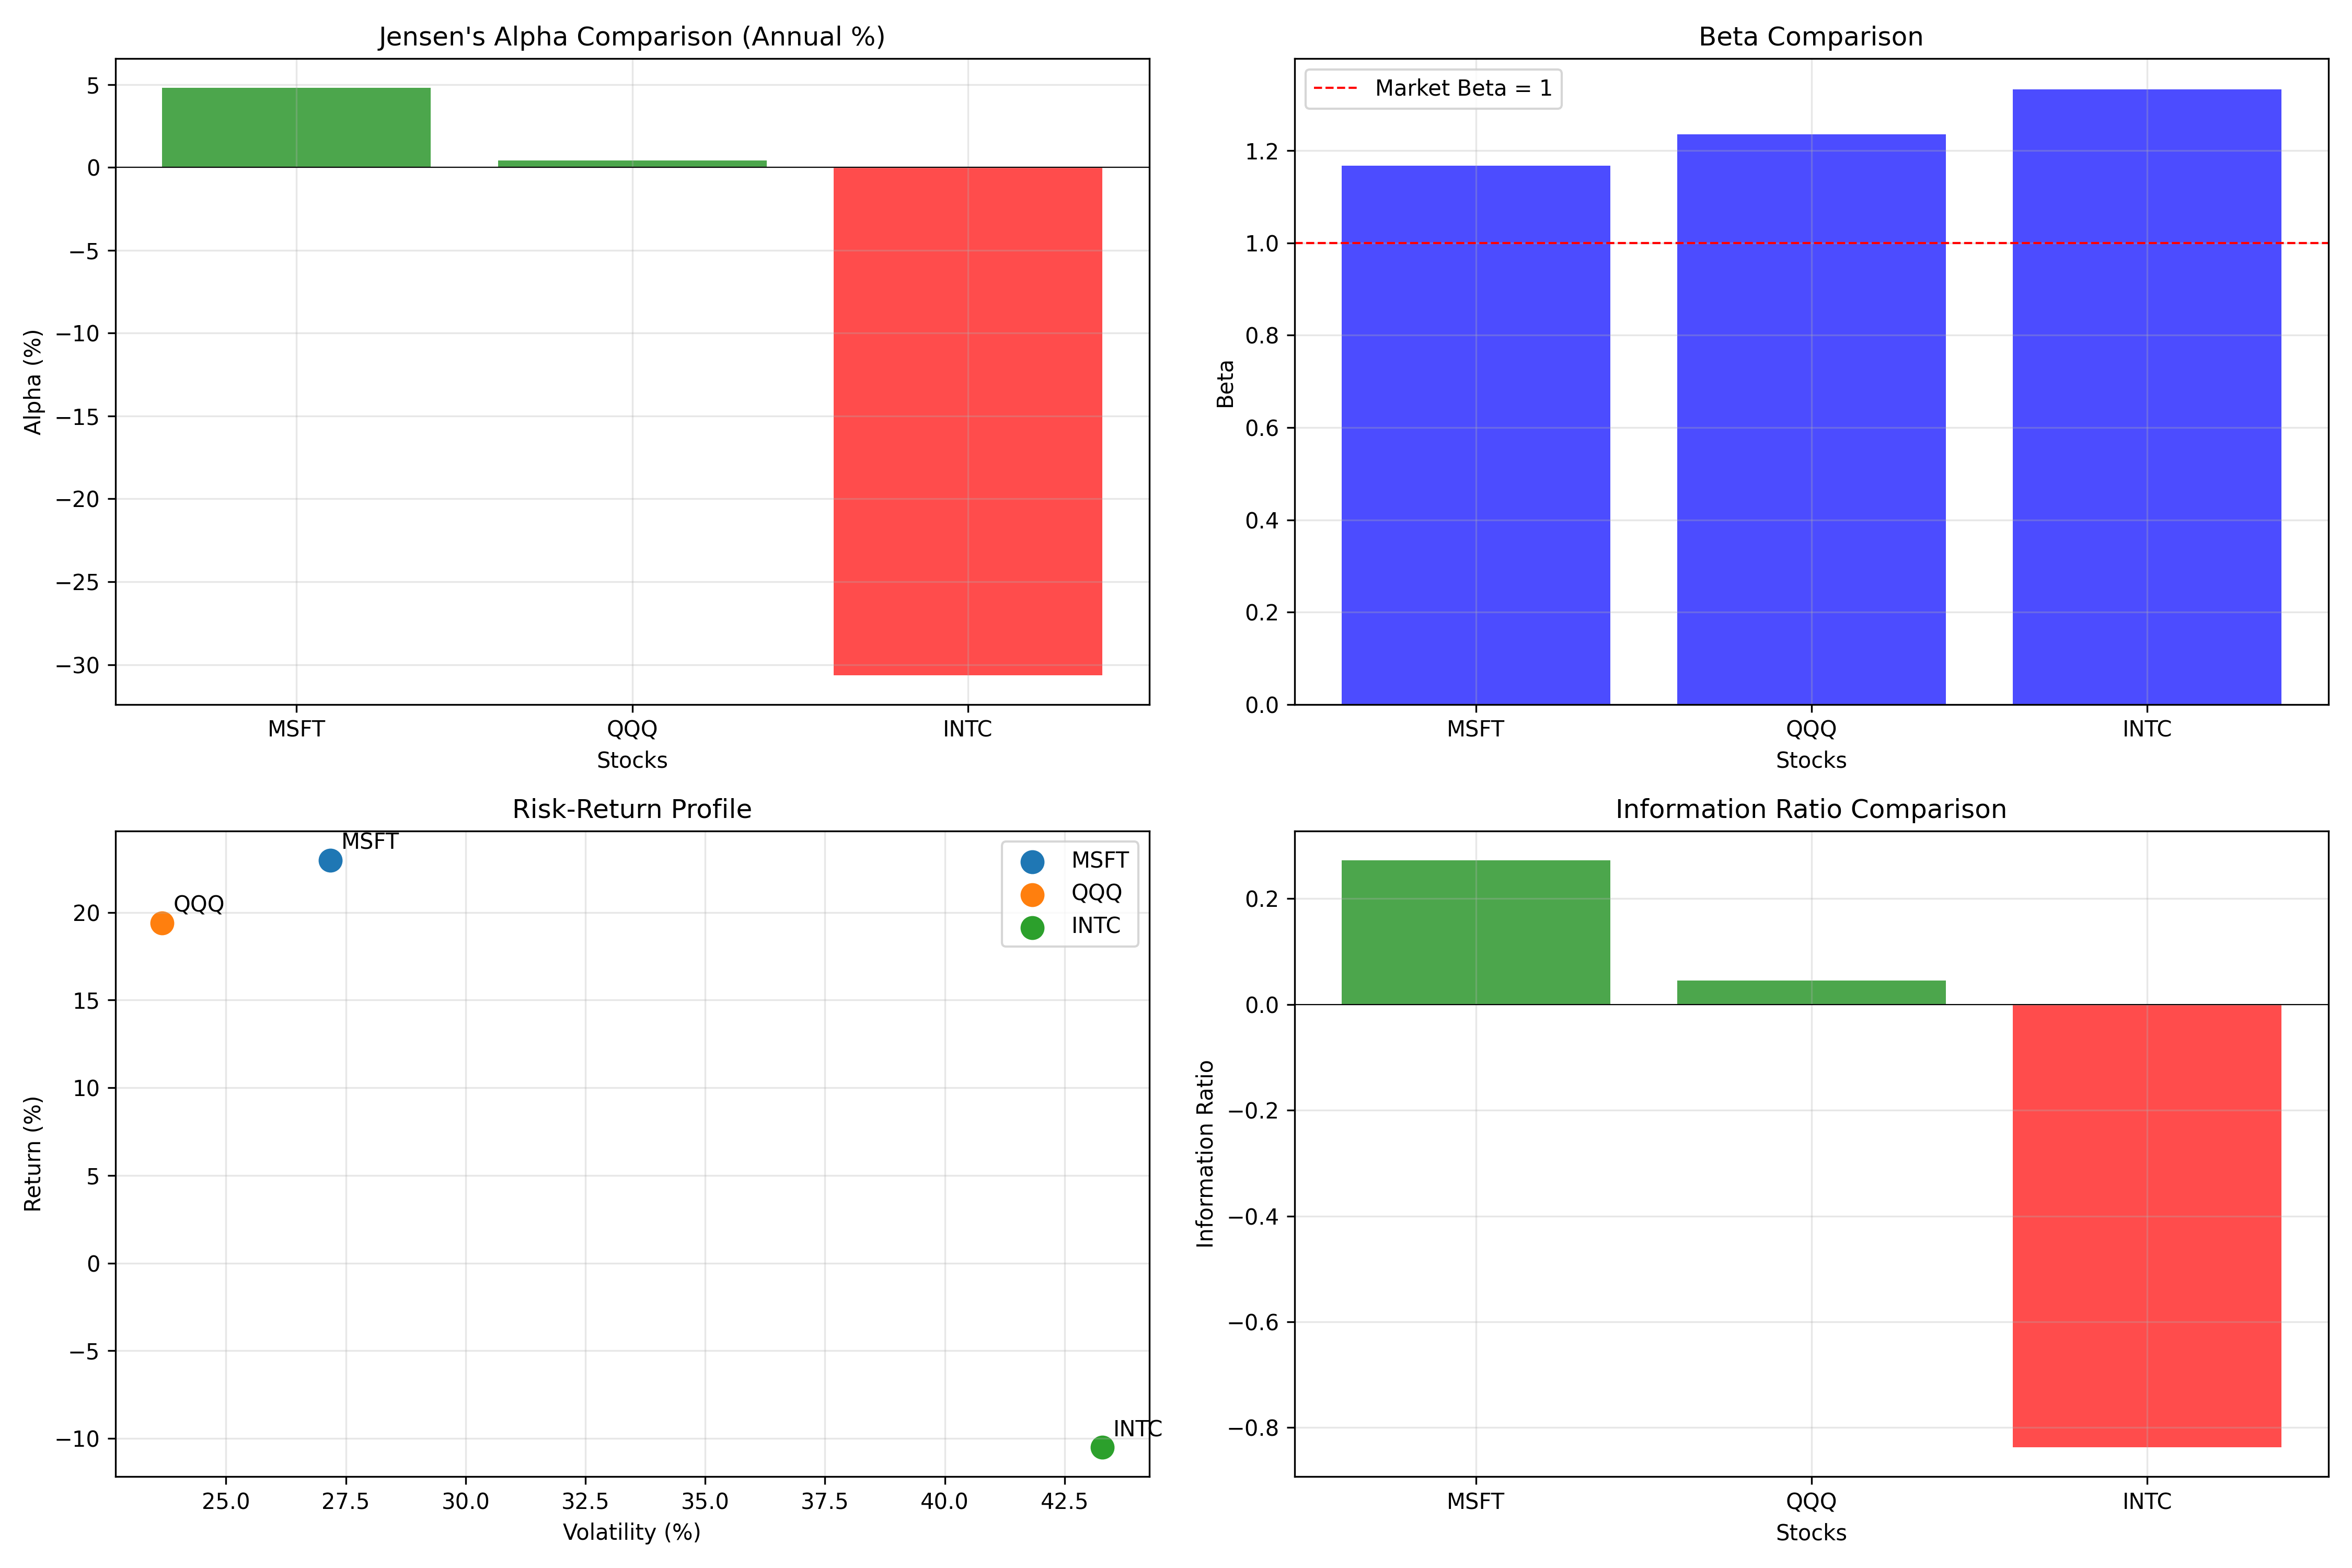 Jensen's Alpha Comparison (Annual %)
5
0
−5
−10
−15
−20
−25
−30
Alpha (%)
MSFT QQQ INTC
Stocks
Beta Comparison
Market Beta = 1
1.2
1.0
0.8
0.6
0.4
0.2
0.0
Beta
MSFT QQQ INTC
Stocks
Risk-Return Profile
MSFT
QQQ
INTC
MSFT
QQQ
INTC
20
15
10
5
0
−5
−10
Return (%)
25.0 27.5 30.0 32.5 35.0 37.5 40.0 42.5
Volatility (%)
Information Ratio Comparison
0.2
0.0
−0.2
−0.4
−0.6
−0.8
Information Ratio
MSFT QQQ INTC
Stocks